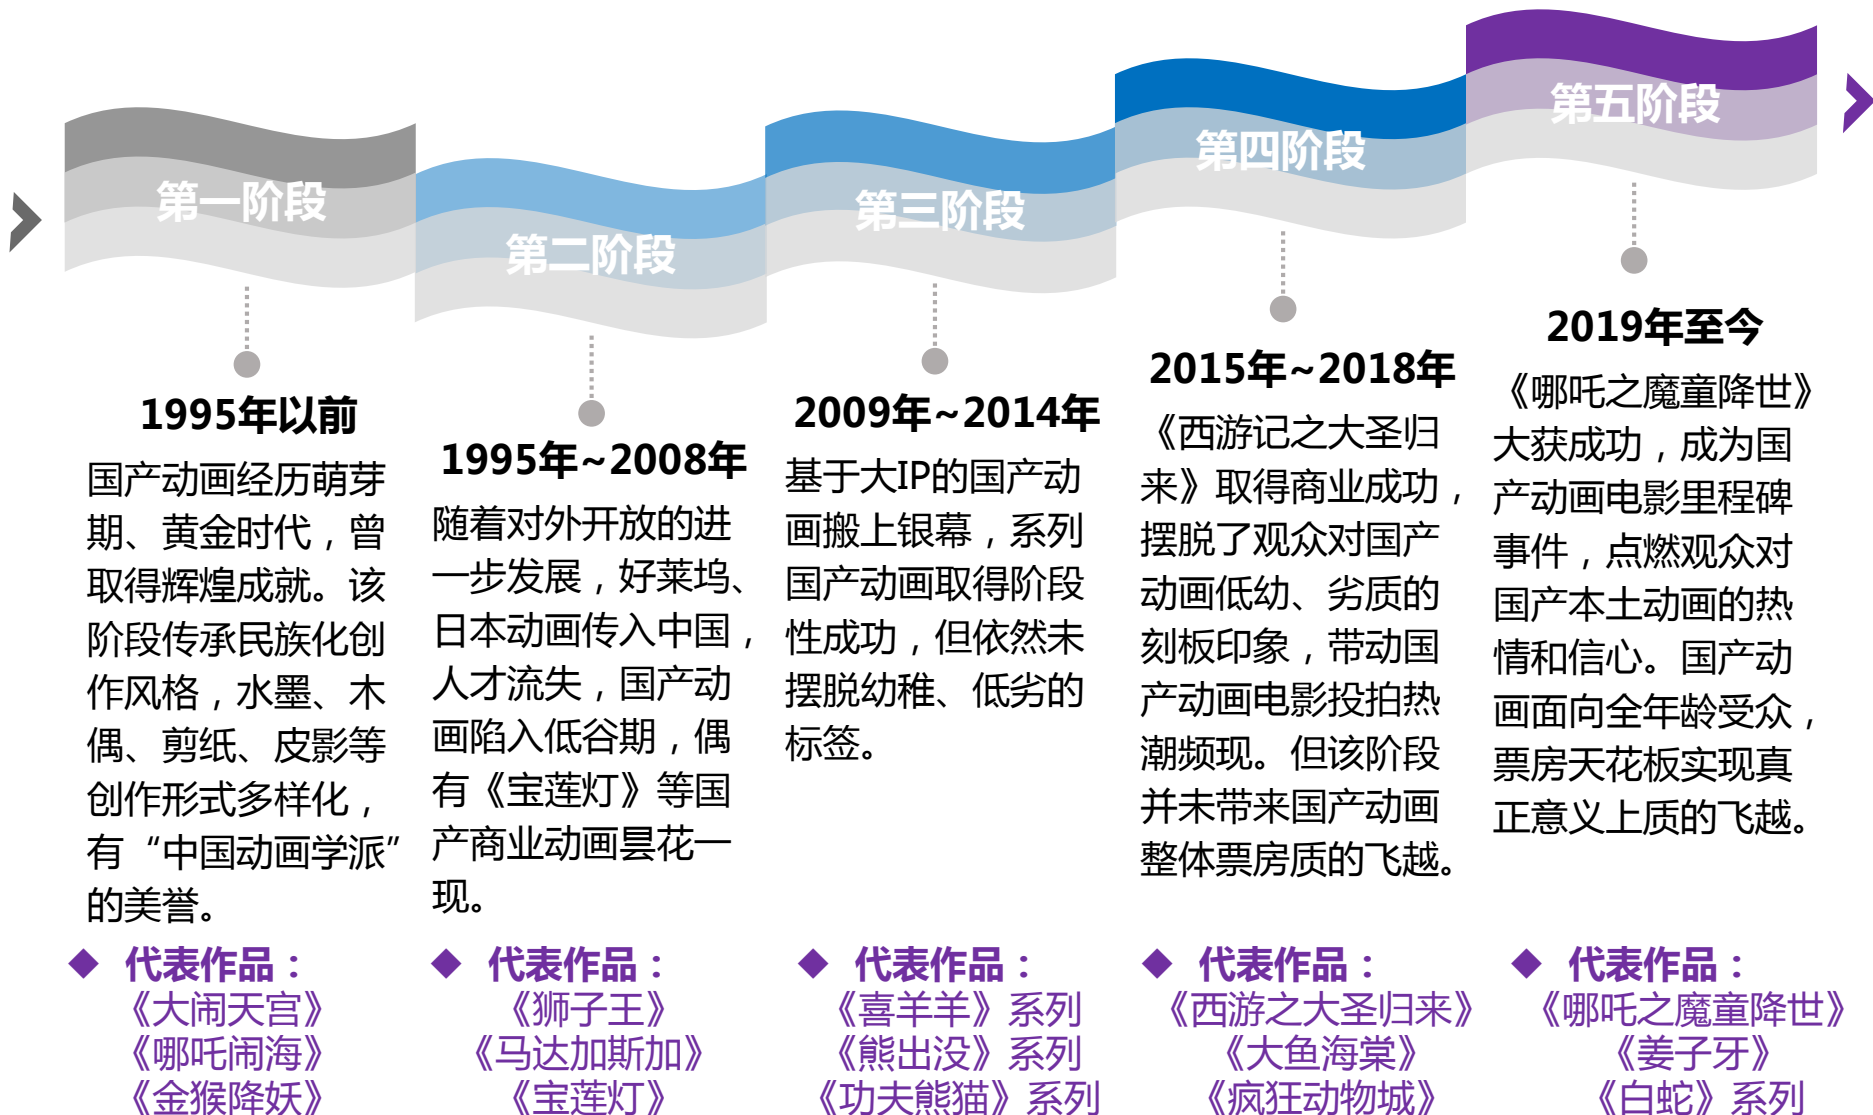 第一阶段
1995年以前
国产动画经历萌芽
期、黄金时代，曾
取得辉煌成就。该
阶段传承民族化创
作风格，水墨、木
偶、剪纸、皮影等
创作形式多样化，
有“中国动画学派”
的美誉。
◆ 代表作品：
《大闹天宫》
《哪吒闹海》
《金猴降妖》
第二阶段
1995年~2008年
随着对外开放的进
一步发展，好莱坞、
日本动画传入中国，
人才流失，国产动
画陷入低谷期，偶
有《宝莲灯》等国
产商业动画昙花一
现。
◆ 代表作品：
《狮子王》
《马达加斯加》
《宝莲灯》
第三阶段
2009年~2014年
基于大IP的国产动
画搬上银幕，系列
国产动画取得阶段
性成功，但依然未
摆脱幼稚、低劣的
标签。
◆ 代表作品：
《喜羊羊》系列
《熊出没》系列
《功夫熊猫》系列
第四阶段
2015年~2018年
《西游记之大圣归
来》取得商业成功，
摆脱了观众对国产
动画低幼、劣质的
刻板印象，带动国
产动画电影投拍热
潮频现。但该阶段
并未带来国产动画
整体票房质的飞越。
◆ 代表作品：
《西游之大圣归来》
《大鱼海棠》
《疯狂动物城》
第五阶段
2019年至今
《哪吒之魔童降世》
大获成功，成为国
产动画电影里程碑
事件，点燃观众对
国产本土动画的热
情和信心。国产动
画面向全年龄受众，
票房天花板实现真
正意义上质的飞越。
◆ 代表作品：
《哪吒之魔童降世》
《姜子牙》
《白蛇》系列